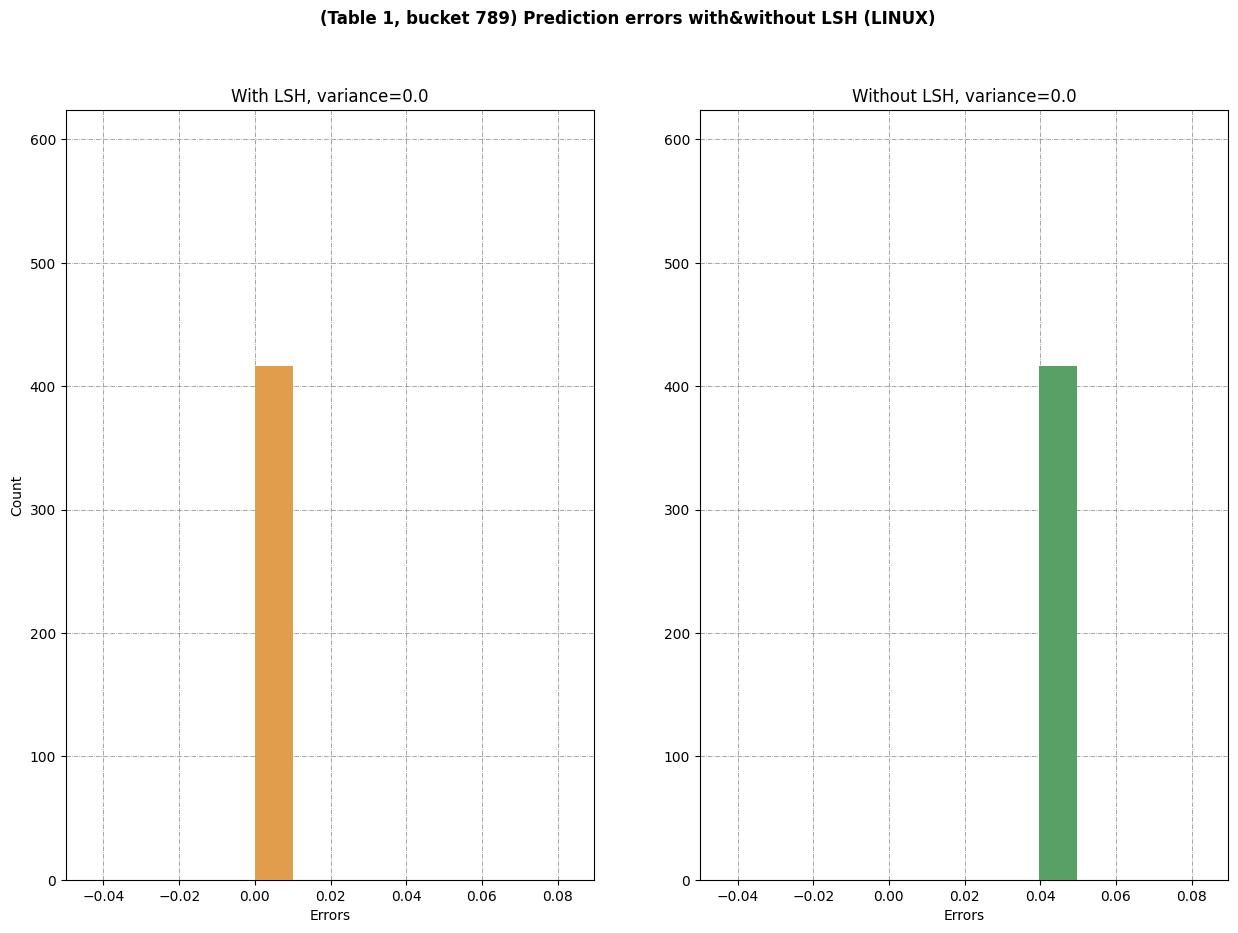 (Table 1, bucket 789) Prediction errors with&without LSH (LINUX)
With LSH, variance=0.0
600
500
400
300
200
100
0
Count
−0.04 −0.02 0.00 0.02 0.04 0.06 0.08
Errors
Without LSH, variance=0.0
600
500
400
300
200
100
0
−0.04 −0.02 0.00 0.02 0.04 0.06 0.08
Errors